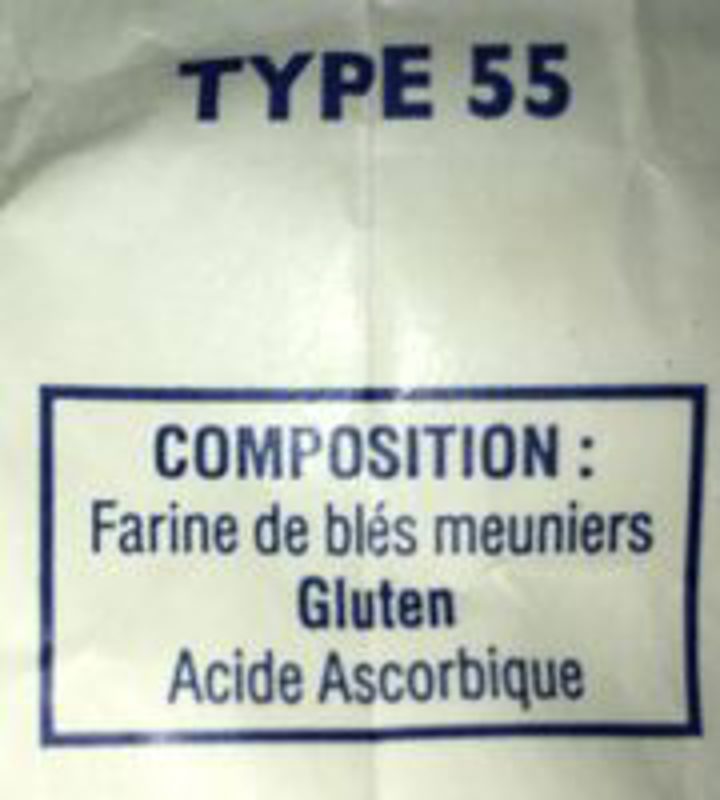 TYPE 55
COMPOSITION :
Farine de blés meuniers
Gluten
Acide Ascorbique